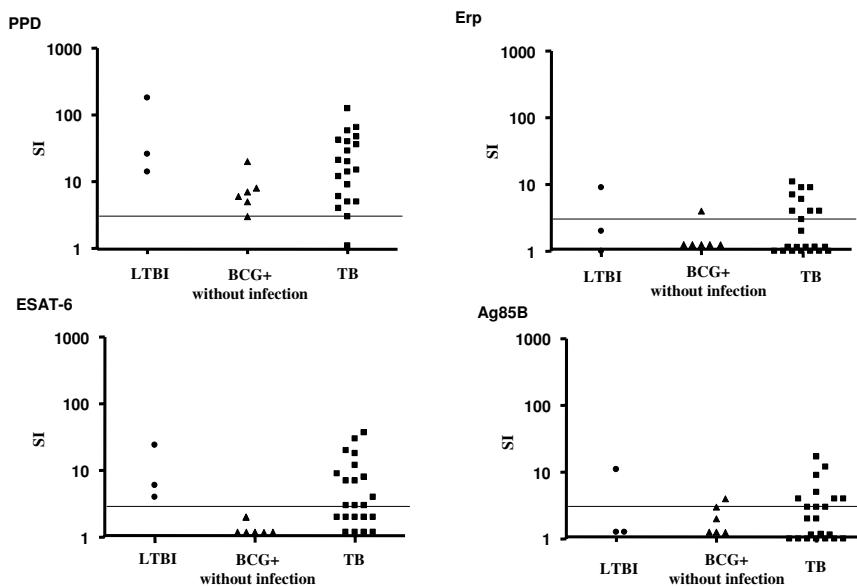 PPD
1000
100
10
1
SI
LTBI
BCG+
without infection
TB
Erp
1000
100
10
1
SI
LTBI
BCG+
without infection
TB
ESAT-6
1000
100
10
1
SI
LTBI
BCG+
without infection
TB
Ag85B
1000
100
10
1
SI
LTBI
BCG+
without infection
TB